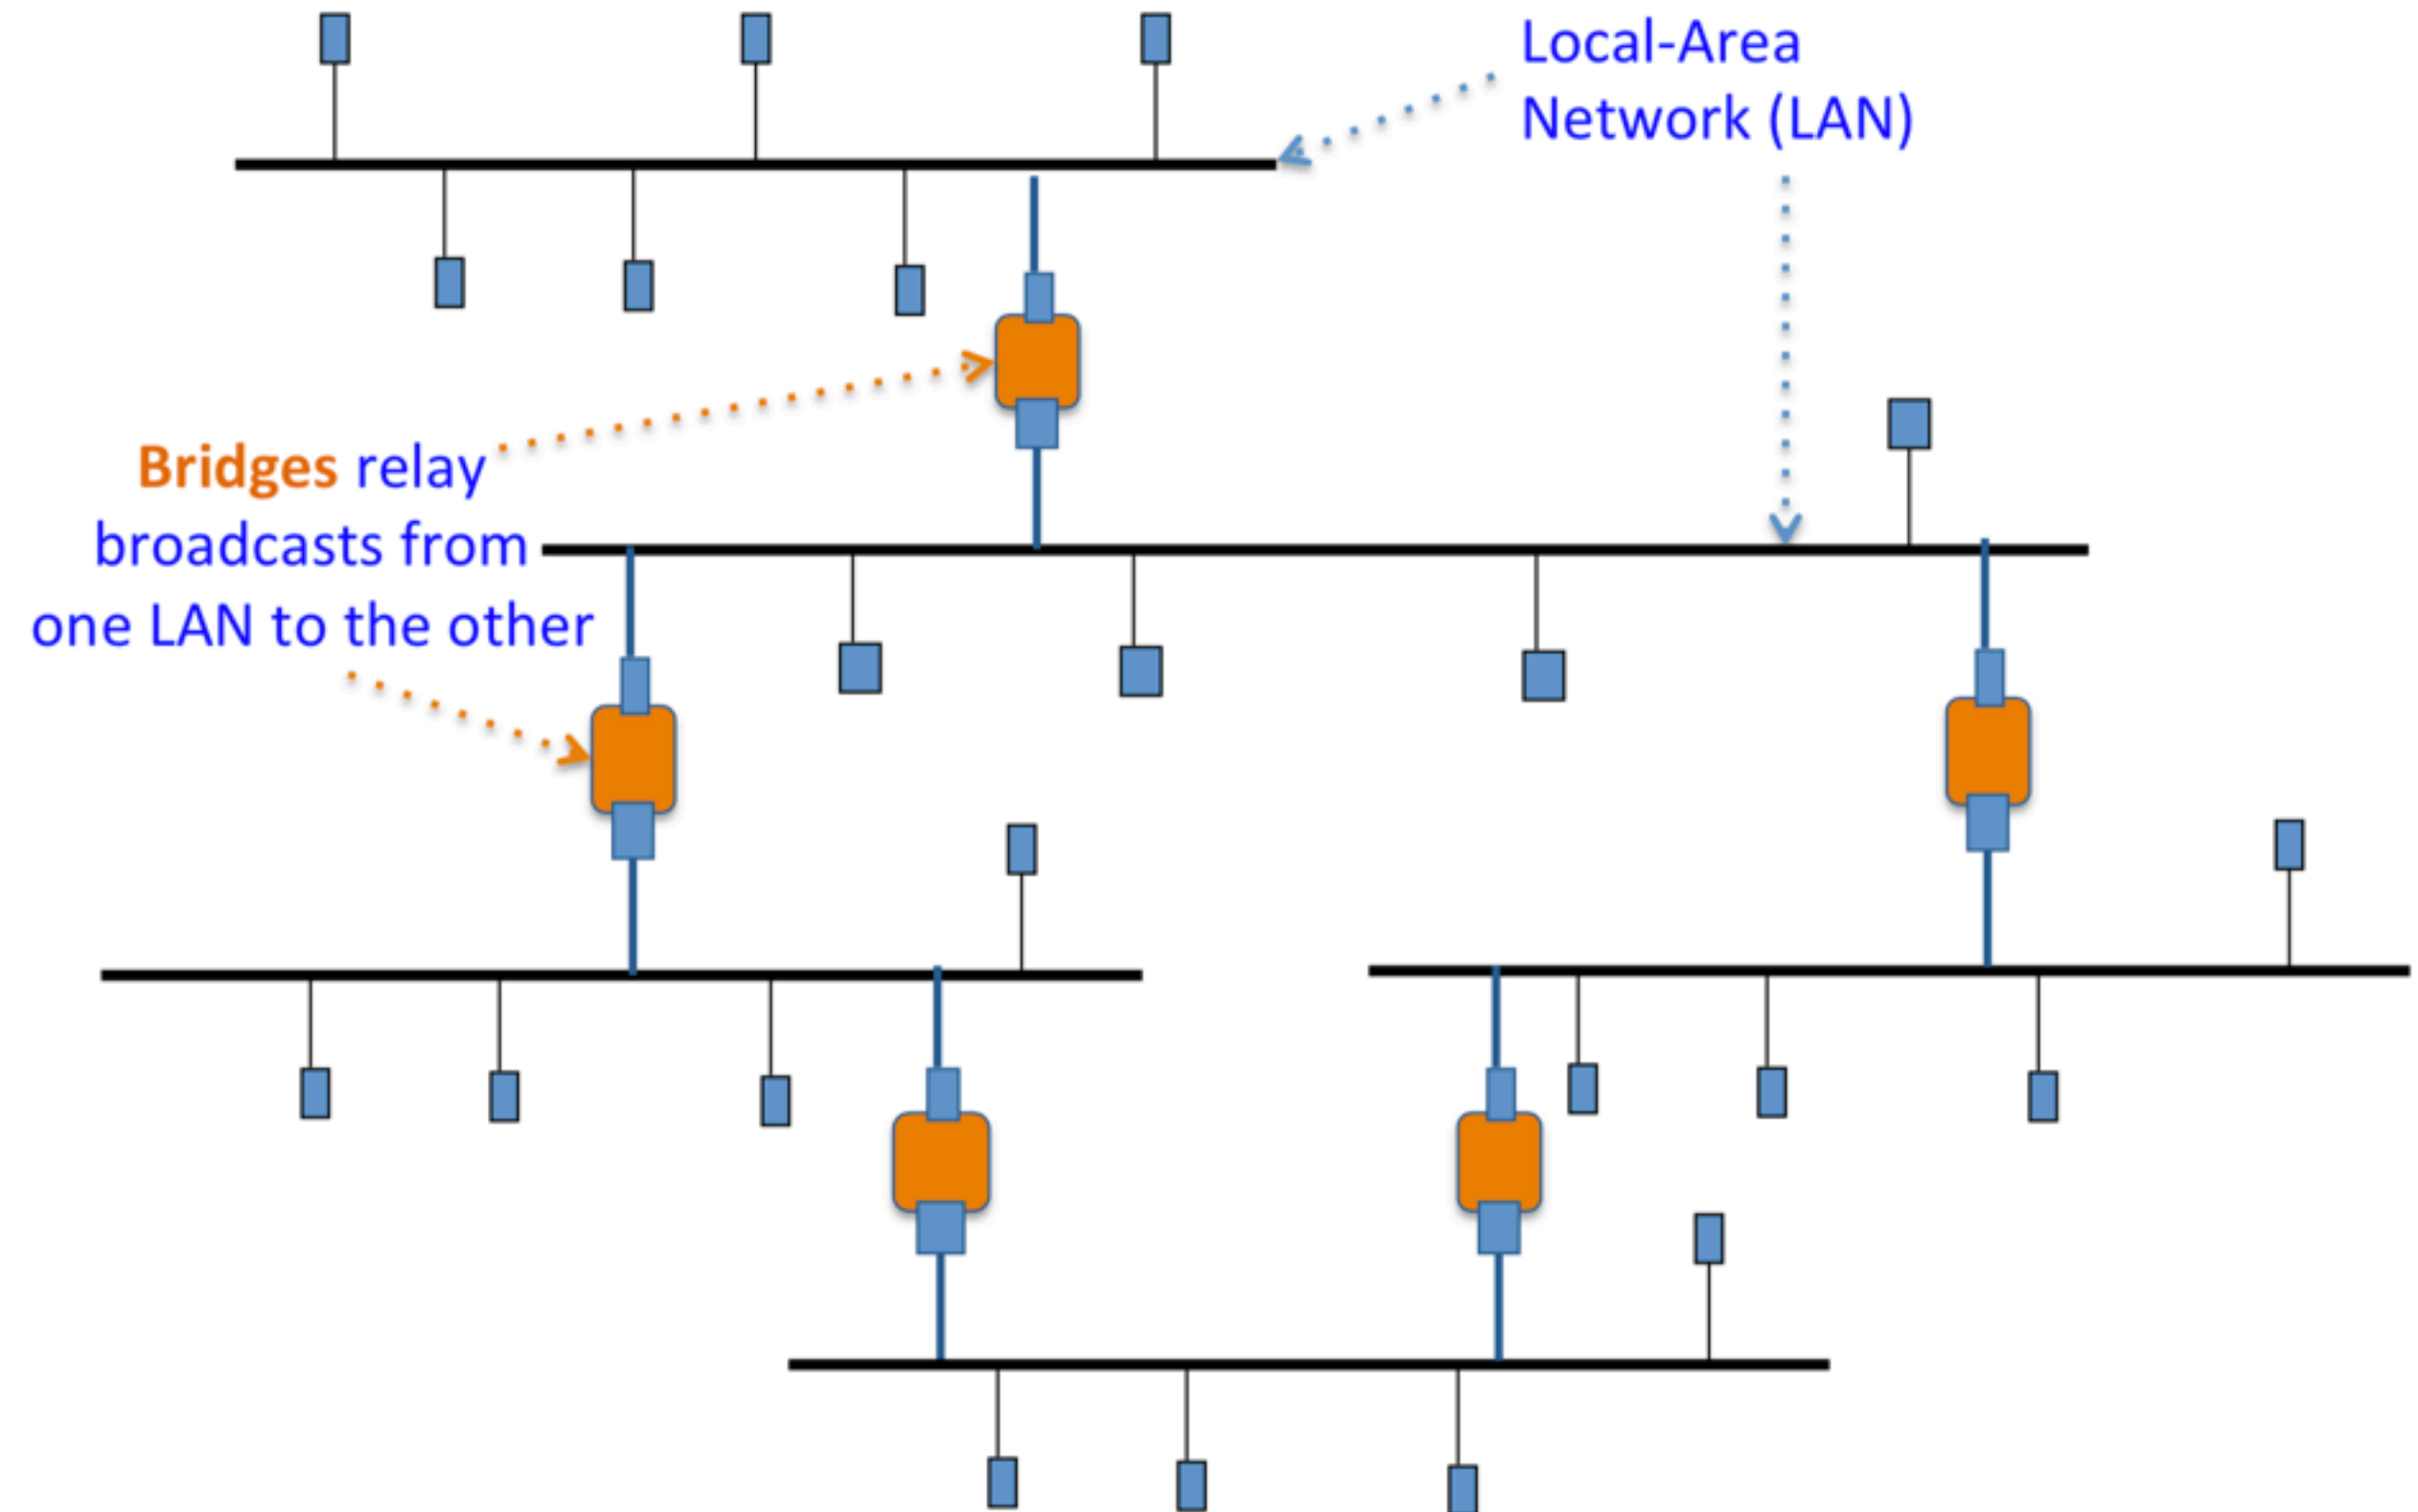 Local-Area
Network (LAN)
Bridges relay
broadcasts from
one LAN to the other